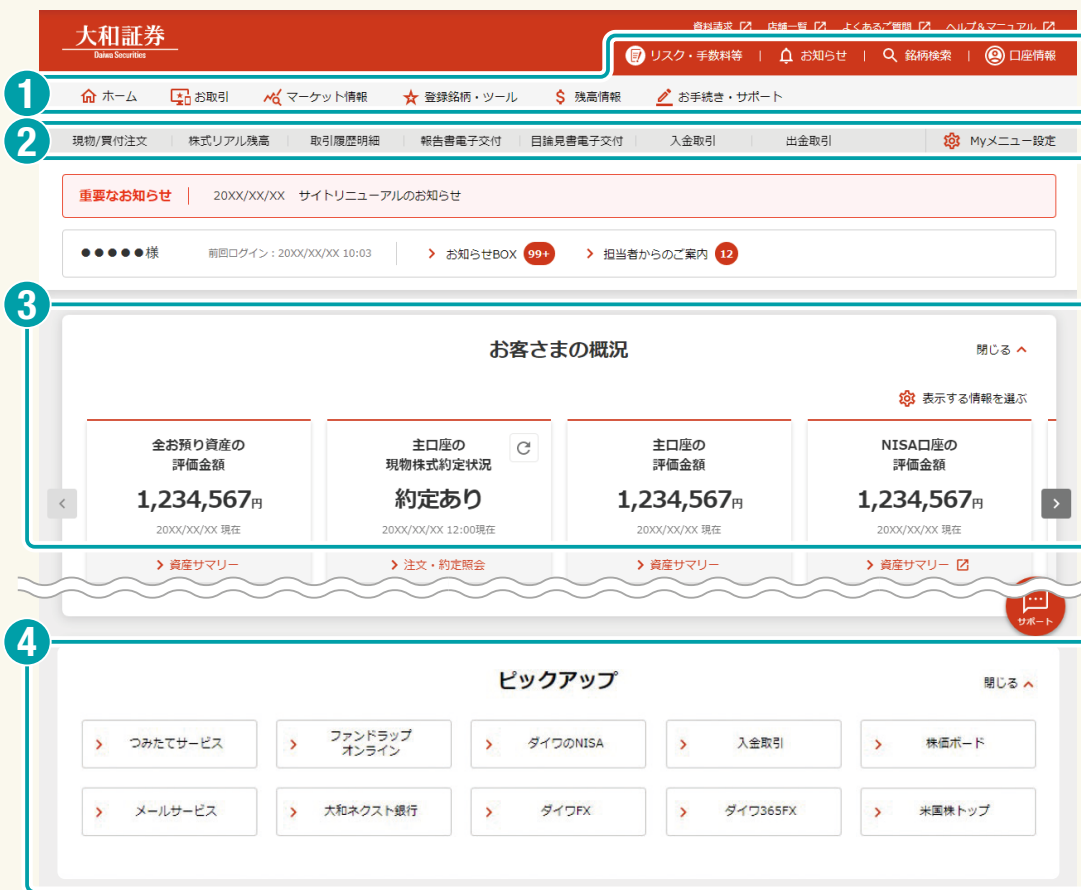 大和証券
Daiwa Securities
資料請求 店舗一覧 よくあるご質問 ヘルプ&マニュアル
リスク・手数料等 | お知らせ | 銘柄検索 | 口座情報
1
ホーム お取引 マーケット情報 登録銘柄・ツール 残高情報 お手続き・サポート
2
現物/買付注文 株式リアル残高 取引履歴明細 報告書電子交付 目論見書電子交付 入金取引 出金取引 Myメニュー設定
重要なお知らせ 20XX/XX/XX サイトリニューアルのお知らせ
●●●●●様 前回ログイン:20XX/XX/XX 10:03 お知らせBOX 99+ 担当者からのご案内 12
3
お客さまの概況 閉じる
表示する情報を選ぶ
全お預り資産の
評価金額
1,234,567円
20XX/XX/XX 現在
資産サマリー
主口座の
現物株式約定状況
約定あり
20XX/XX/XX 12:00現在
注文・約定照会
主口座の
評価金額
1,234,567円
20XX/XX/XX 現在
資産サマリー
NISA口座の
評価金額
1,234,567円
20XX/XX/XX 現在
資産サマリー
サポート
4
ピックアップ 閉じる
つみたてサービス
ファンドラップ
オンライン
ダイワのNISA
入金取引
株価ボード
メールサービス
大和ネクスト銀行
ダイワFX
ダイワ365FX
米国株トップ